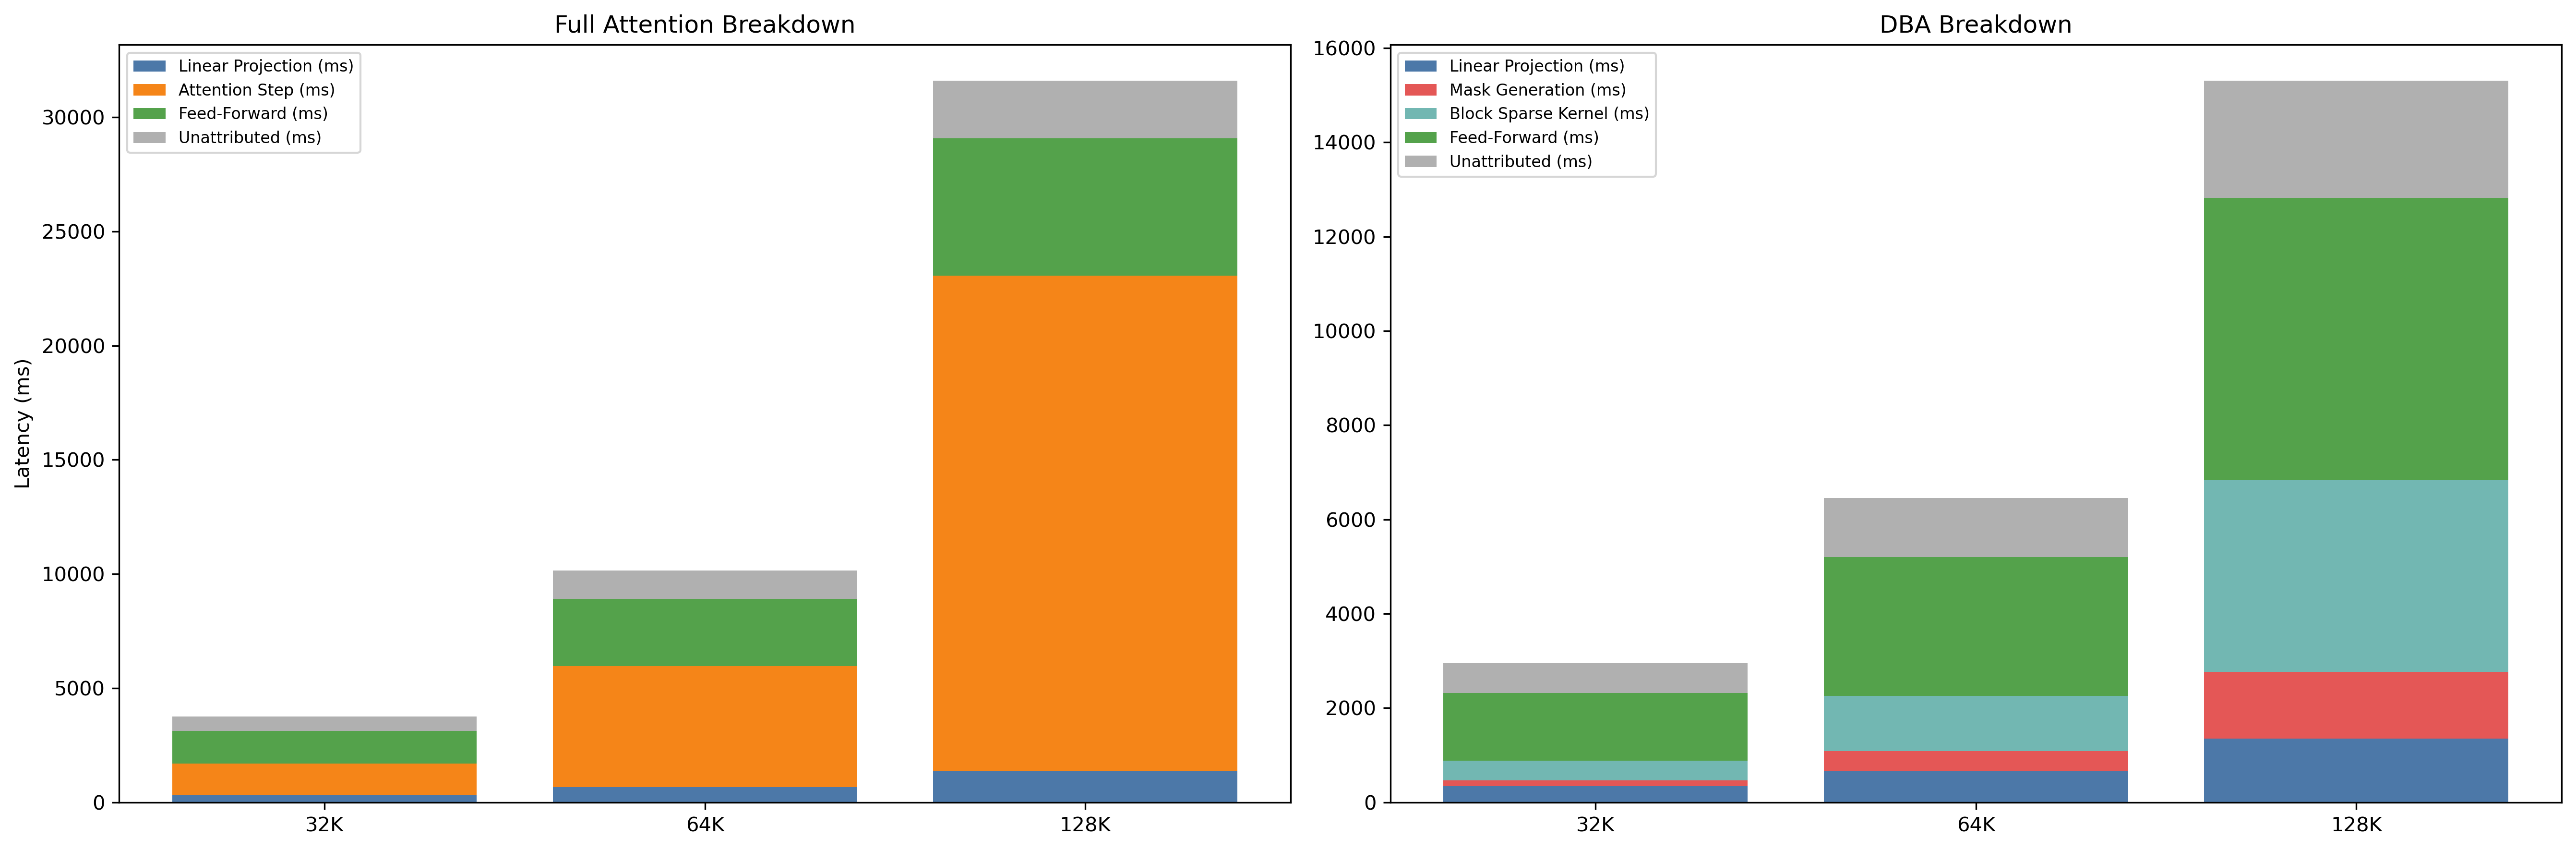 Full Attention Breakdown
Linear Projection (ms)
Attention Step (ms)
Feed-Forward (ms)
Unattributed (ms)
Latency (ms)
30000
25000
20000
15000
10000
5000
0
32K
64K
128K
DBA Breakdown
Linear Projection (ms)
Mask Generation (ms)
Block Sparse Kernel (ms)
Feed-Forward (ms)
Unattributed (ms)
16000
14000
12000
10000
8000
6000
4000
2000
0
32K
64K
128K